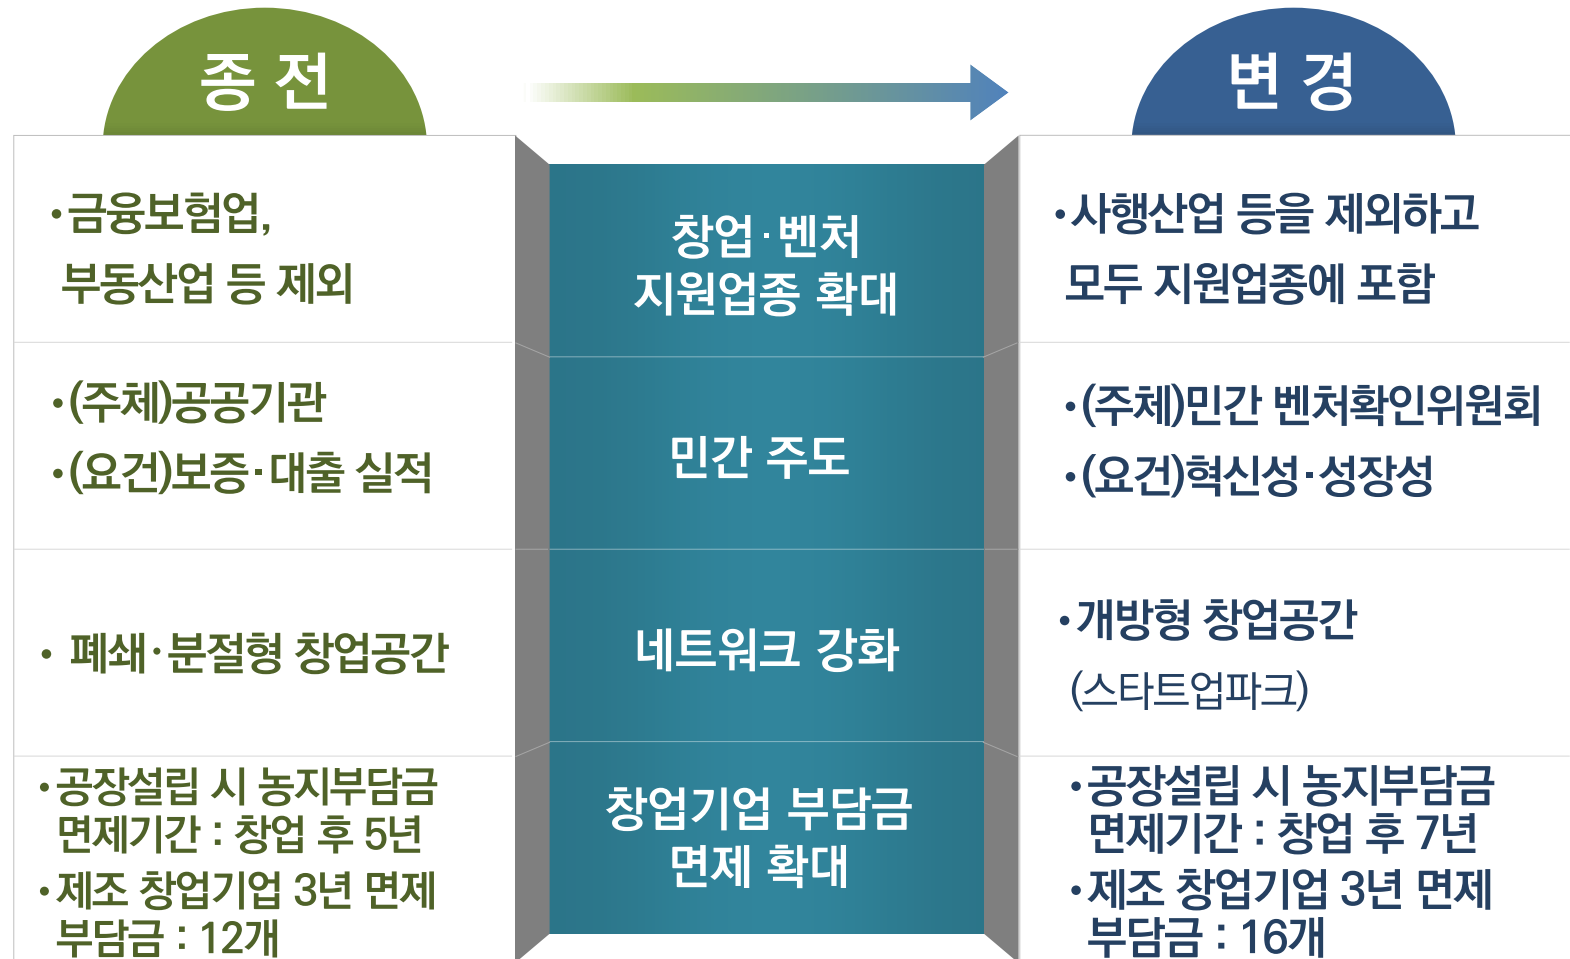 종 전
변 경
•금융보험업,
부동산업 등 제외
창업·벤처
지원업종 확대
•사행산업 등을 제외하고
모두 지원업종에 포함
•(주체)공공기관
•(요건)보증·대출 실적
민간 주도
•(주체)민간 벤처확인위원회
•(요건)혁신성·성장성
• 폐쇄·분절형 창업공간
네트워크 강화
•개방형 창업공간
(스타트업파크)
•공장설립 시 농지부담금
면제기간 : 창업 후 5년
•제조 창업기업 3년 면제
부담금 : 12개
창업기업 부담금
면제 확대
•공장설립 시 농지부담금
면제기간 : 창업 후 7년
•제조 창업기업 3년 면제
부담금 : 16개